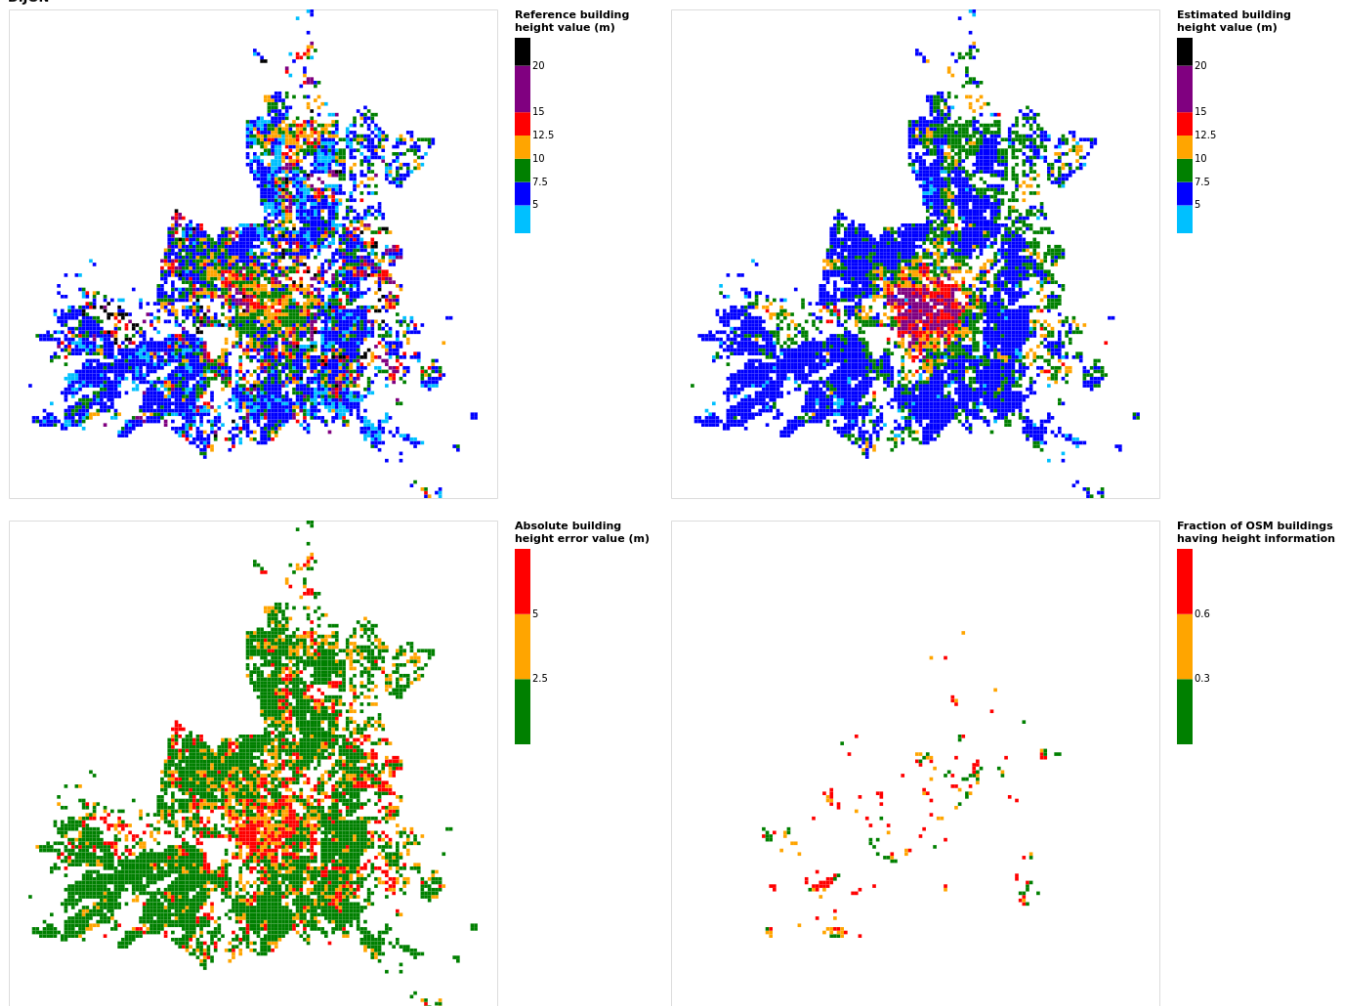 DIJON
Reference building
height value (m)
20
15
12.5
10
7.5
5
Estimated building
height value (m)
20
15
12.5
10
7.5
5
Absolute building
height error value (m)
5
2.5
Fraction of OSM buildings
having height information
0.6
0.3